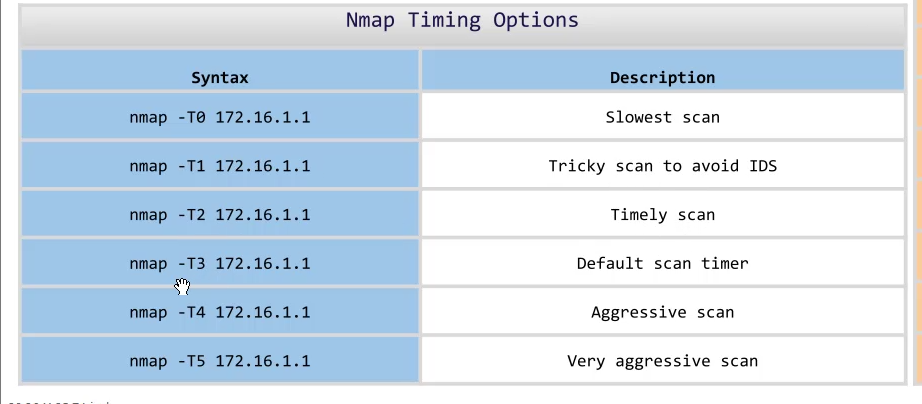 Nmap Timing Options
Syntax Description
nmap -T0 172.16.1.1 Slowest scan
nmap -T1 172.16.1.1 Tricky scan to avoid IDS
nmap -T2 172.16.1.1 Timely scan
nmap -T3 172.16.1.1 Default scan timer
nmap -T4 172.16.1.1 Aggressive scan
nmap -T5 172.16.1.1 Very aggressive scan